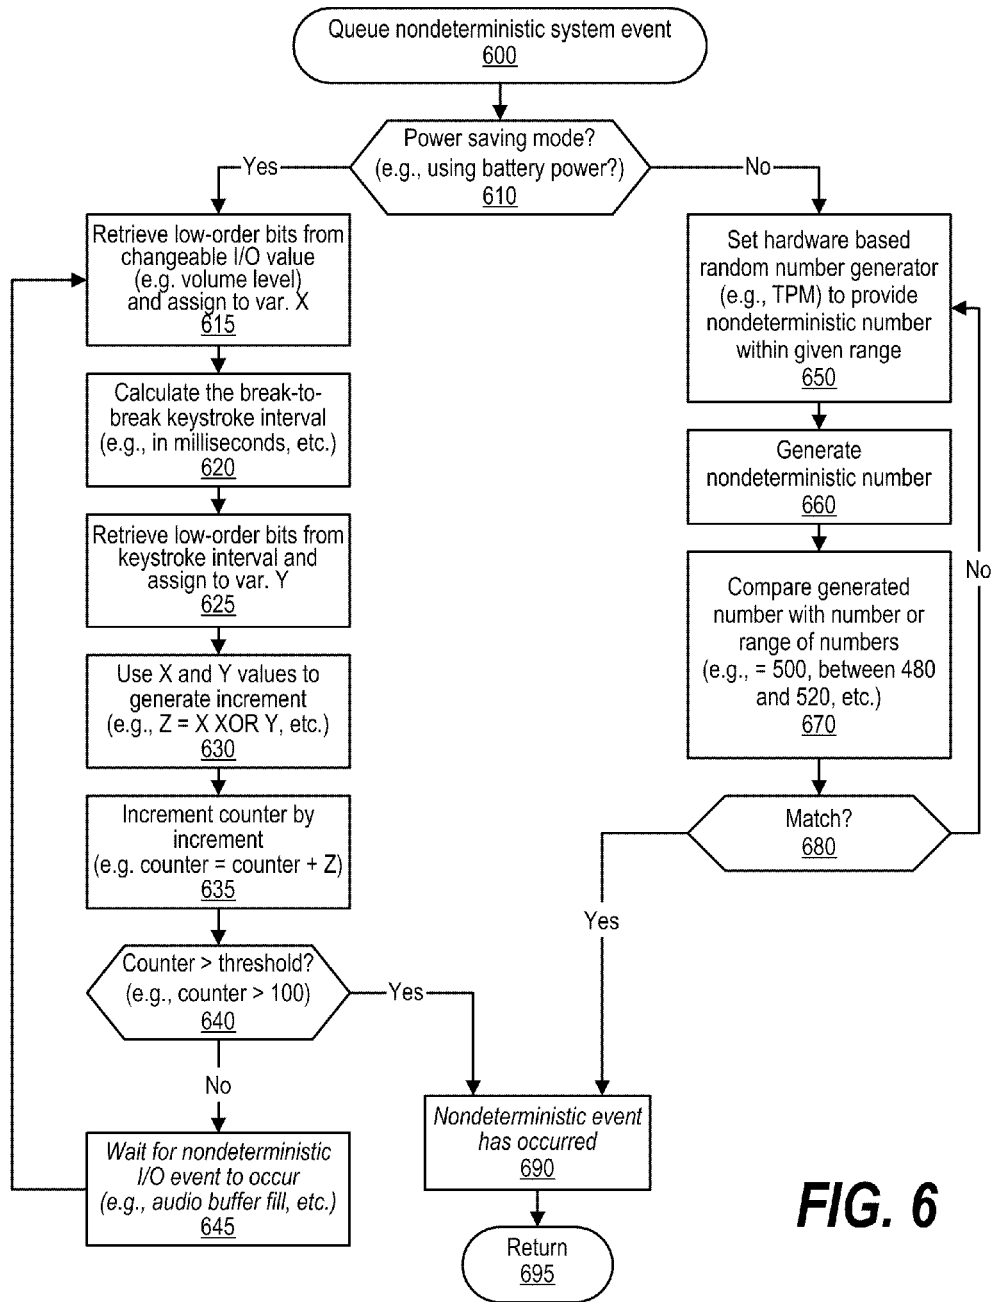 Queue nondeterministic system event
600
Power saving mode?
(e.g., using battery power?)
610
Yes
No
Retrieve low-order bits from
changeable I/O value
(e.g. volume level)
and assign to var. X
615
Calculate the break-to-
break keystroke interval
(e.g., in milliseconds, etc.)
620
Retrieve low-order bits from
keystroke interval and
assign to var. Y
625
Use X and Y values to
generate increment
(e.g., Z = X XOR Y, etc.)
630
Increment counter by
increment
(e.g. counter = counter + Z)
635
Counter > threshold?
(e.g., counter > 100)
640
Yes
No
Wait for nondeterministic
I/O event to occur
(e.g., audio buffer fill, etc.)
645
Set hardware based
random number generator
(e.g., TPM) to provide
nondeterministic number
within given range
650
Generate
nondeterministic number
660
Compare generated
number with number or
range of numbers
(e.g., = 500, between 480
and 520, etc.)
670
No
Match?
680
Yes
Nondeterministic event
has occurred
690
Return
695
FIG. 6